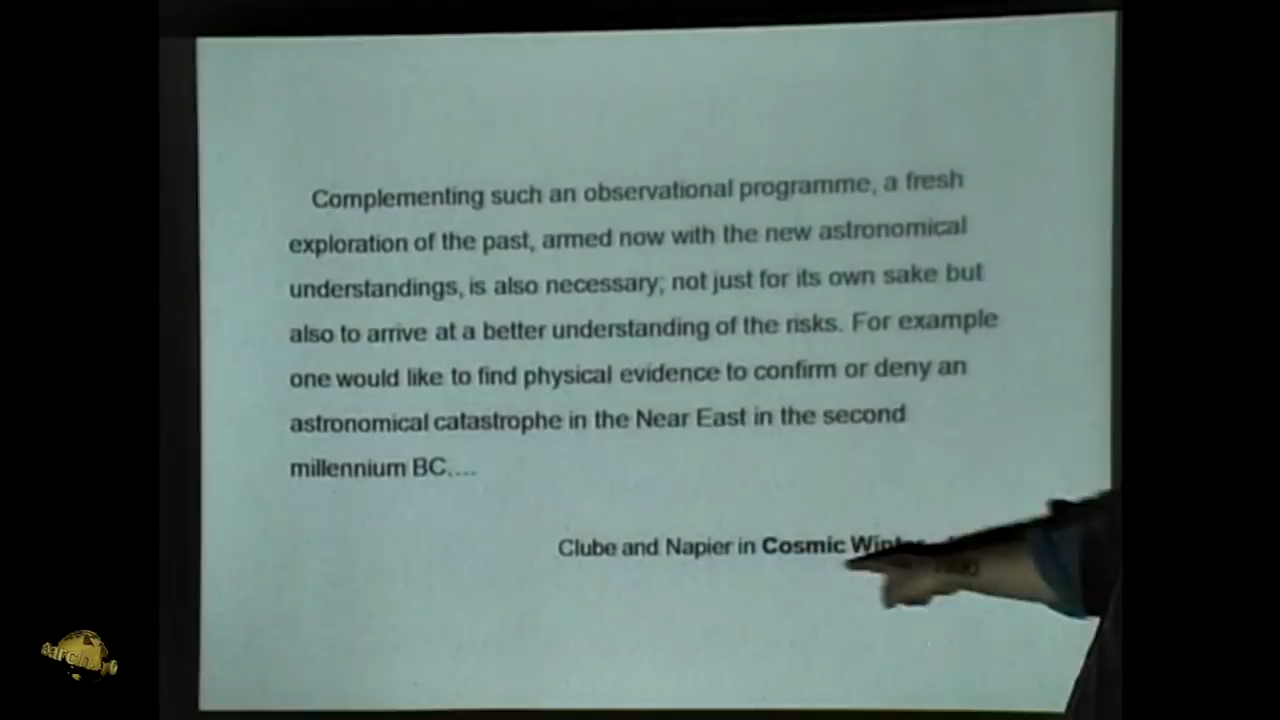 Complementing such an observational programme, a fresh
exploration of the past, armed now with the new astronomical
understandings, is also necessary; not just for its own sake but
also to arrive at a better understanding of the risks. For example
one would like to find physical evidence to confirm or deny an
astronomical catastrophe in the Near East in the second
millennium BC....
Clube and Napier in Cosmic Winter